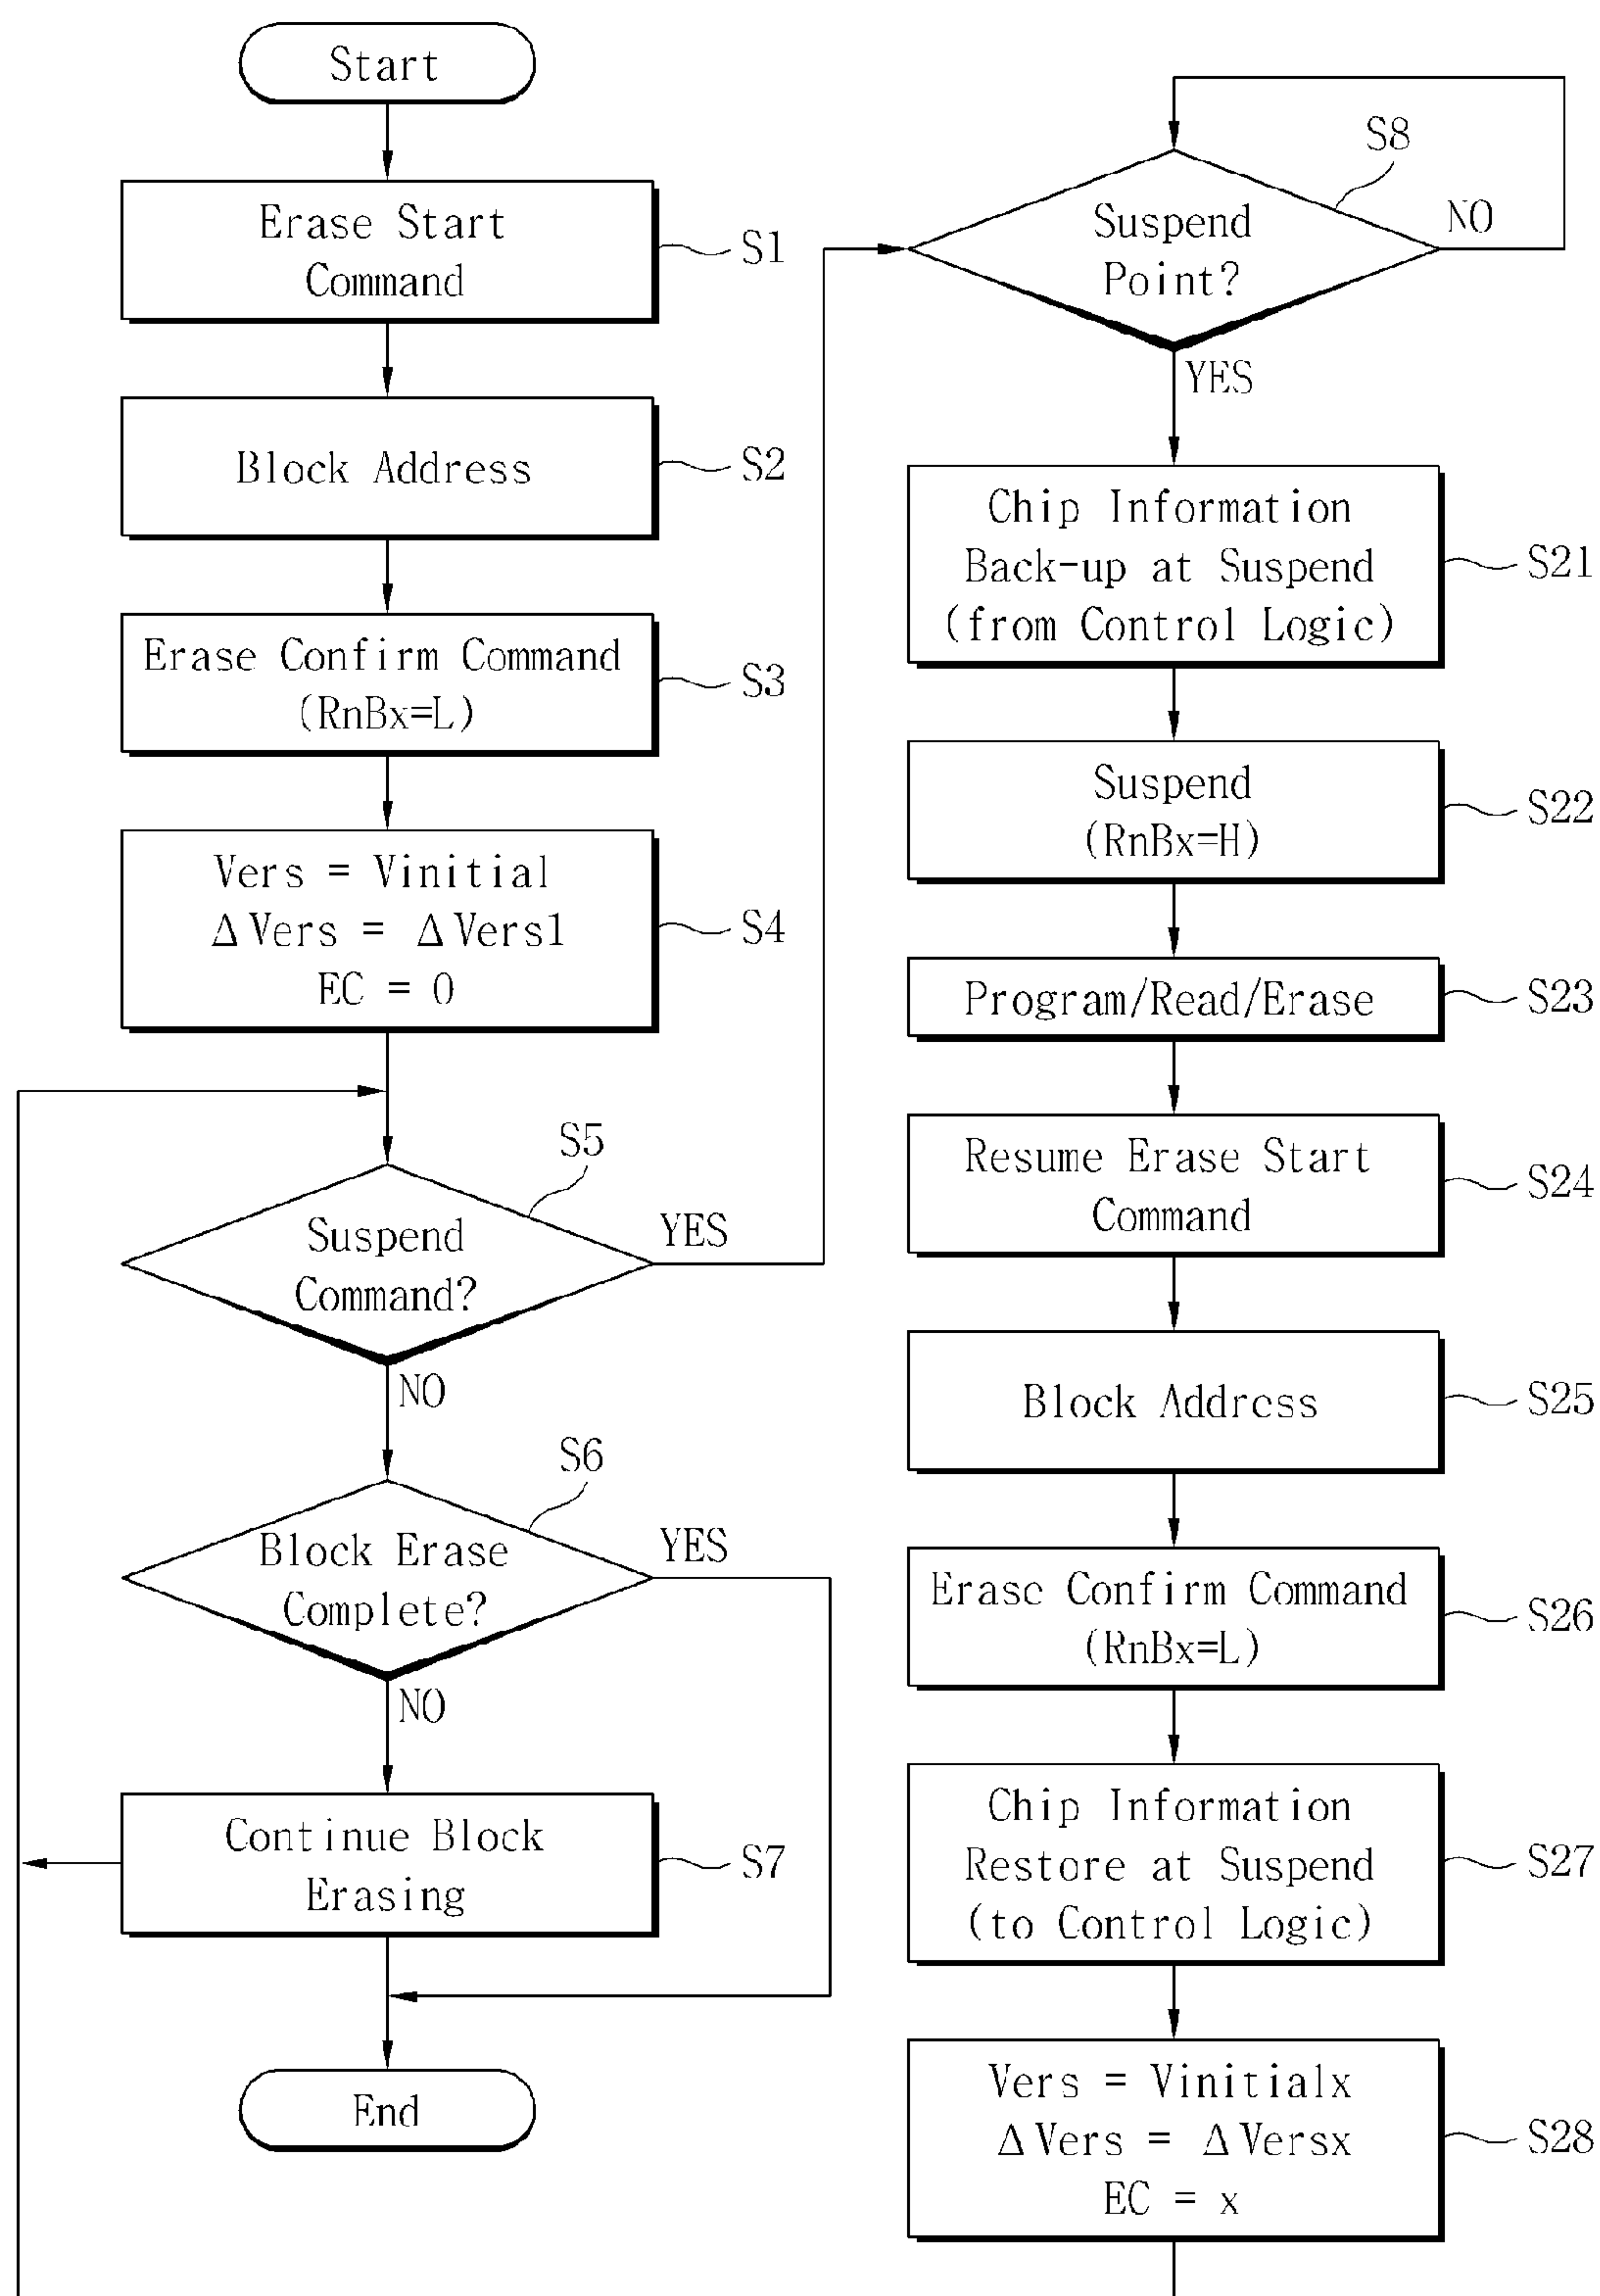 Start
Erase Start
Command
S1
Block Address
S2
Erase Confirm Command
(RnBx=L)
S3
Vers = Vinitial
Δ Vers = Δ Vers1
EC = 0
S4
S5
Suspend
Command?
YES
NO
S6
Block Erase
Complete?
YES
NO
Continue Block
Erasing
S7
End
S8
Suspend
Point?
NO
YES
Chip Information
Back-up at Suspend
(from Control Logic)
S21
Suspend
(RnBx=H)
S22
Program/Read/Erase
S23
Resume Erase Start
Command
S24
Block Address
S25
Erase Confirm Command
(RnBx=L)
S26
Chip Information
Restore at Suspend
(to Control Logic)
S27
Vers = Vinitialx
Δ Vers = Δ Versx
EC = x
S28